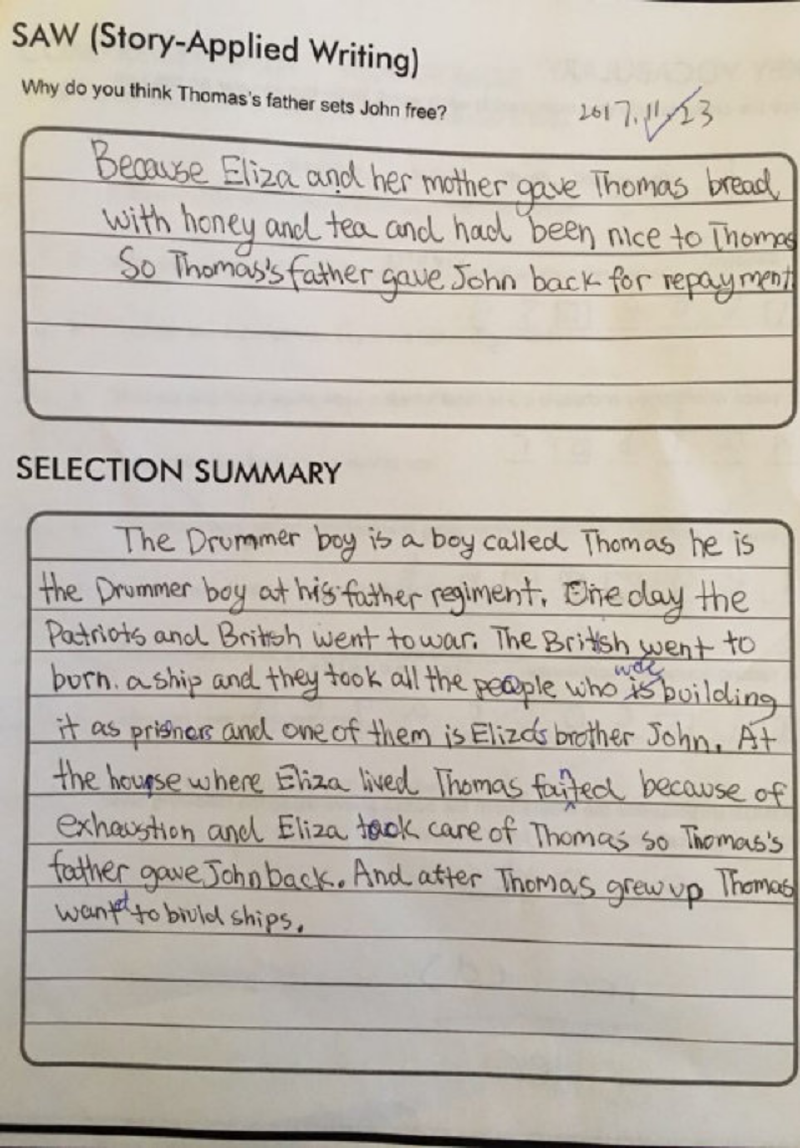 SAW (Story-Applied Writing)
Why do you think Thomas's father sets John free?
2017.11.23
Because Eliza and her mother gave Thomas bread
with honey and tea and had been nice to Thomas
So Thomas's father gave John back for repayment
SELECTION SUMMARY
The Drummer boy is a boy called Thomas he is
the Drummer boy at his father regiment. One day the
Patriots and British went to war. The British went to
burn. a ship and they took all the people who is building
it as prisners and one of them is Eliza's brother John. At
the hourse where Eliza lived Thomas fainted because of
exhaustion and Eliza took care of Thomas so Thomas's
father gave John back. And after Thomas grew up Thomas
wanted to biuld ships.